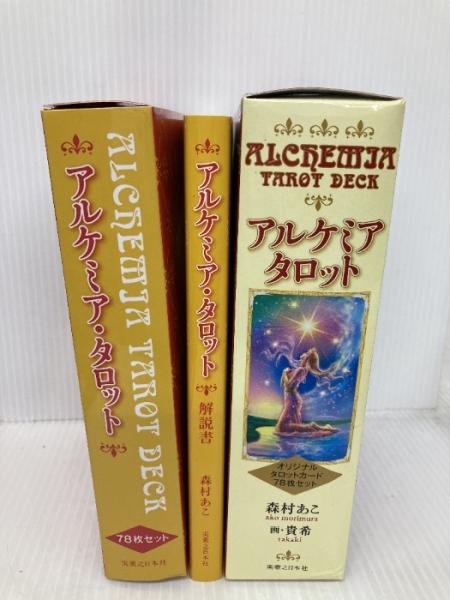 アルケミア・タロット
ALCHEMIA TAROT DECK
78枚セット
実業之日本社
アルケミア・タロット
解説書
森村あこ
実業之日本社
ALCHEMIA
TAROT DECK
アルケミア
タロット
オリジナル
タロットカード
78枚セット
森村あこ
ako morimura
画・貴希
takaki
実業之日本社